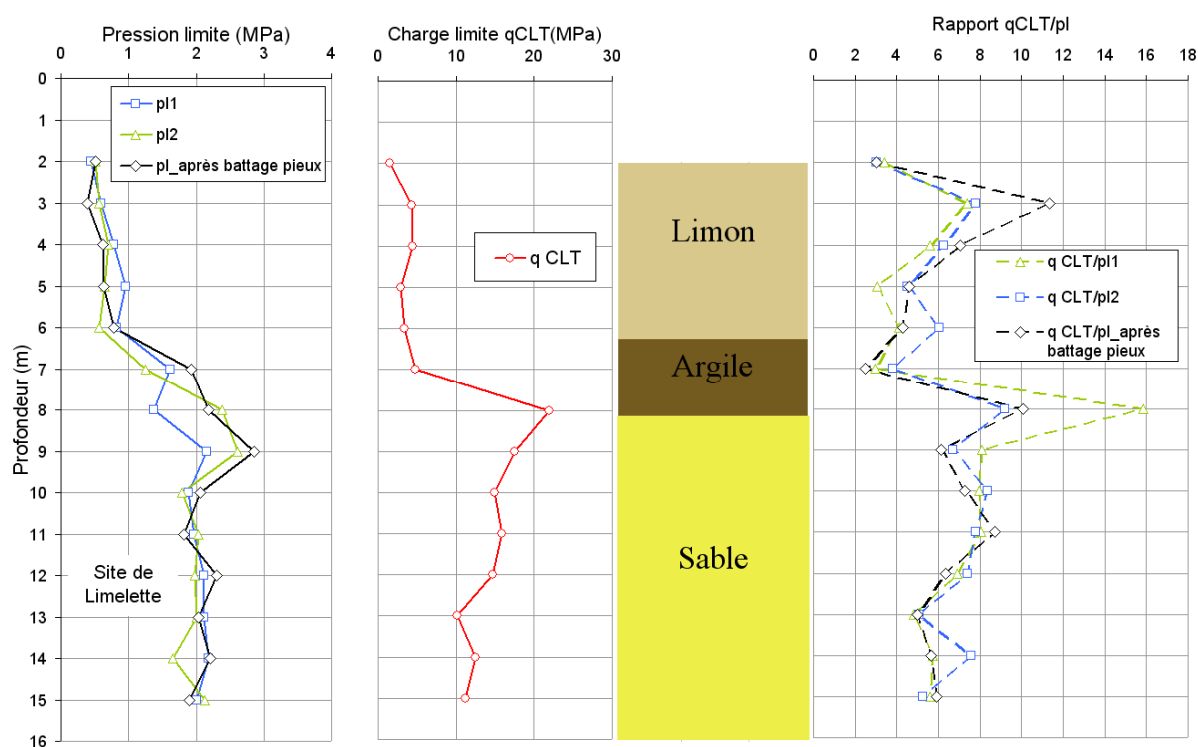 Pression limite (MPa)
0 1 2 3 4
0
1
2
3
4
5
6
7
8
9
10
11
12
13
14
15
16
Profondeur (m)
pl1
pl2
pl_après battage pieux
Site de
Limelette
Charge limite qCLT(MPa)
0 10 20 30
q CLT
Limon
Argile
Sable
Rapport qCLT/pl
0 2 4 6 8 10 12 14 16 18
q CLT/pl1
q CLT/pl2
q CLT/pl_après
battage pieux